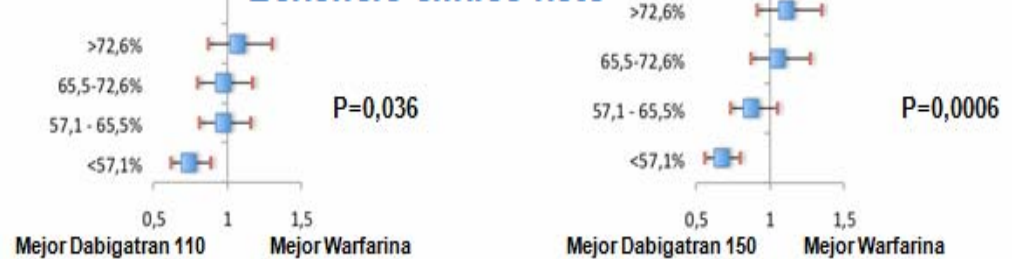 >72,6%
65,5-72,6%
57,1 - 65,5%
<57,1%
P=0,036
0,5 1 1,5
Mejor Dabigatran 110 Mejor Warfarina
>72,6%
65,5-72,6%
57,1 - 65,5%
<57,1%
P=0,0006
0,5 1 1,5
Mejor Dabigatran 150 Mejor Warfarina